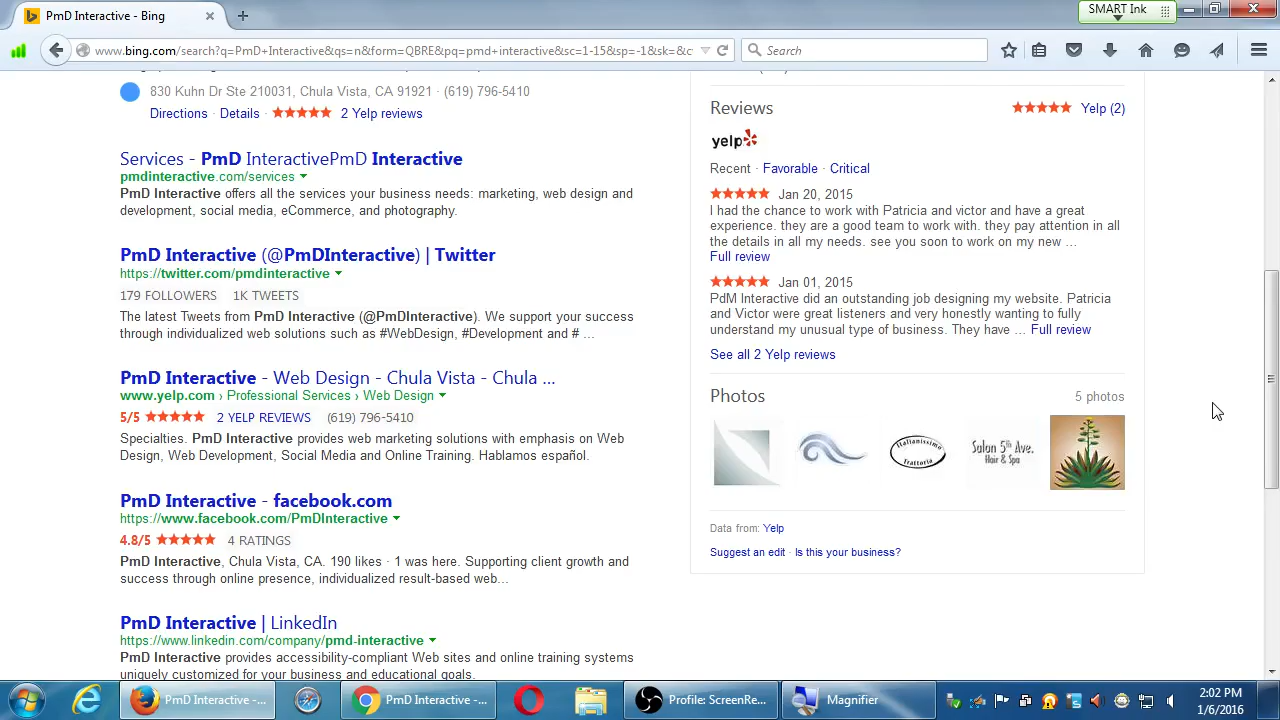 PmD Interactive - Bing
SMART Ink
www.bing.com/search?q=PmD+Interactive&qs=n&form=QBRE&pq=pmd+interactive&sc=1-15&sp=-1&sk=&c
Search
830 Kuhn Dr Ste 210031, Chula Vista, CA 91921 · (619) 796-5410
Directions · Details · 2 Yelp reviews
Services - PmD InteractivePmD Interactive
pmdinteractive.com/services
PmD Interactive offers all the services your business needs: marketing, web design and
development, social media, eCommerce, and photography.
PmD Interactive (@PmDInteractive) | Twitter
https://twitter.com/pmdinteractive
179 FOLLOWERS 1K TWEETS
The latest Tweets from PmD Interactive (@PmDInteractive). We support your success
through individualized web solutions such as #WebDesign, #Development and # ...
PmD Interactive - Web Design - Chula Vista - Chula ...
www.yelp.com › Professional Services › Web Design
5/5 2 YELP REVIEWS (619) 796-5410
Specialties. PmD Interactive provides web marketing solutions with emphasis on Web
Design, Web Development, Social Media and Online Training. Hablamos español.
PmD Interactive - facebook.com
https://www.facebook.com/PmDInteractive
4.8/5 4 RATINGS
PmD Interactive, Chula Vista, CA. 190 likes · 1 was here. Supporting client growth and
success through online presence, individualized result-based web...
PmD Interactive | LinkedIn
https://www.linkedin.com/company/pmd-interactive
PmD Interactive provides accessibility-compliant Web sites and online training systems
uniquely customized for your business and educational goals.
Reviews Yelp (2)
yelp
Recent · Favorable · Critical
Jan 20, 2015
I had the chance to work with Patricia and victor and have a great
experience. they are a good team to work with. they pay attention in all
the details in all my needs. see you soon to work on my new ...
Full review
Jan 01, 2015
PdM Interactive did an outstanding job designing my website. Patricia
and Victor were great listeners and very honestly wanting to fully
understand my unusual type of business. They have ... Full review
See all 2 Yelp reviews
Photos 5 photos
Italianissimo
trattoria
Salon 5th Ave.
Hair & Spa
Data from: Yelp
Suggest an edit · Is this your business?
PmD Interactive -...
PmD Interactive -...
Profile: ScreenRe...
Magnifier
2:02 PM
1/6/2016